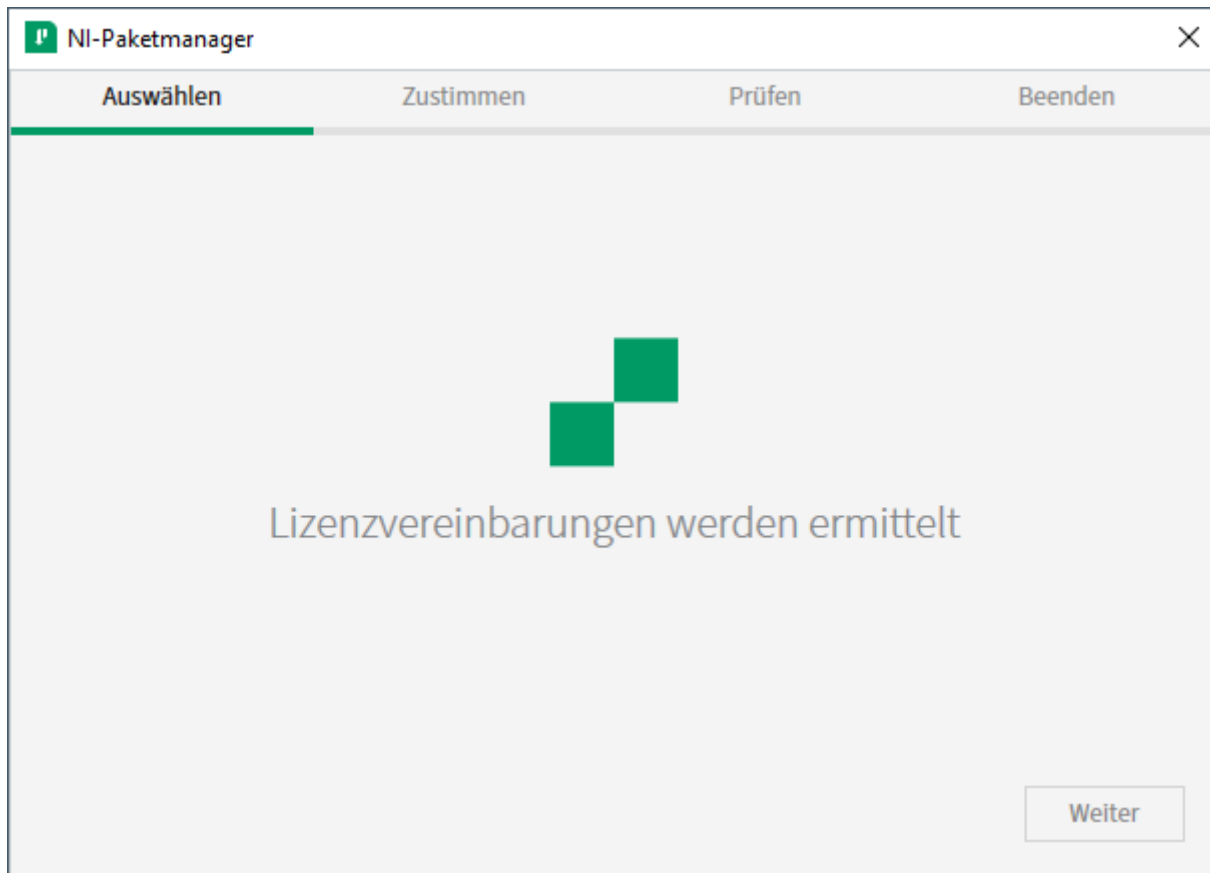 NI-Paketmanager
Auswählen Zustimmen Prüfen Beenden
Lizenzvereinbarungen werden ermittelt
Weiter